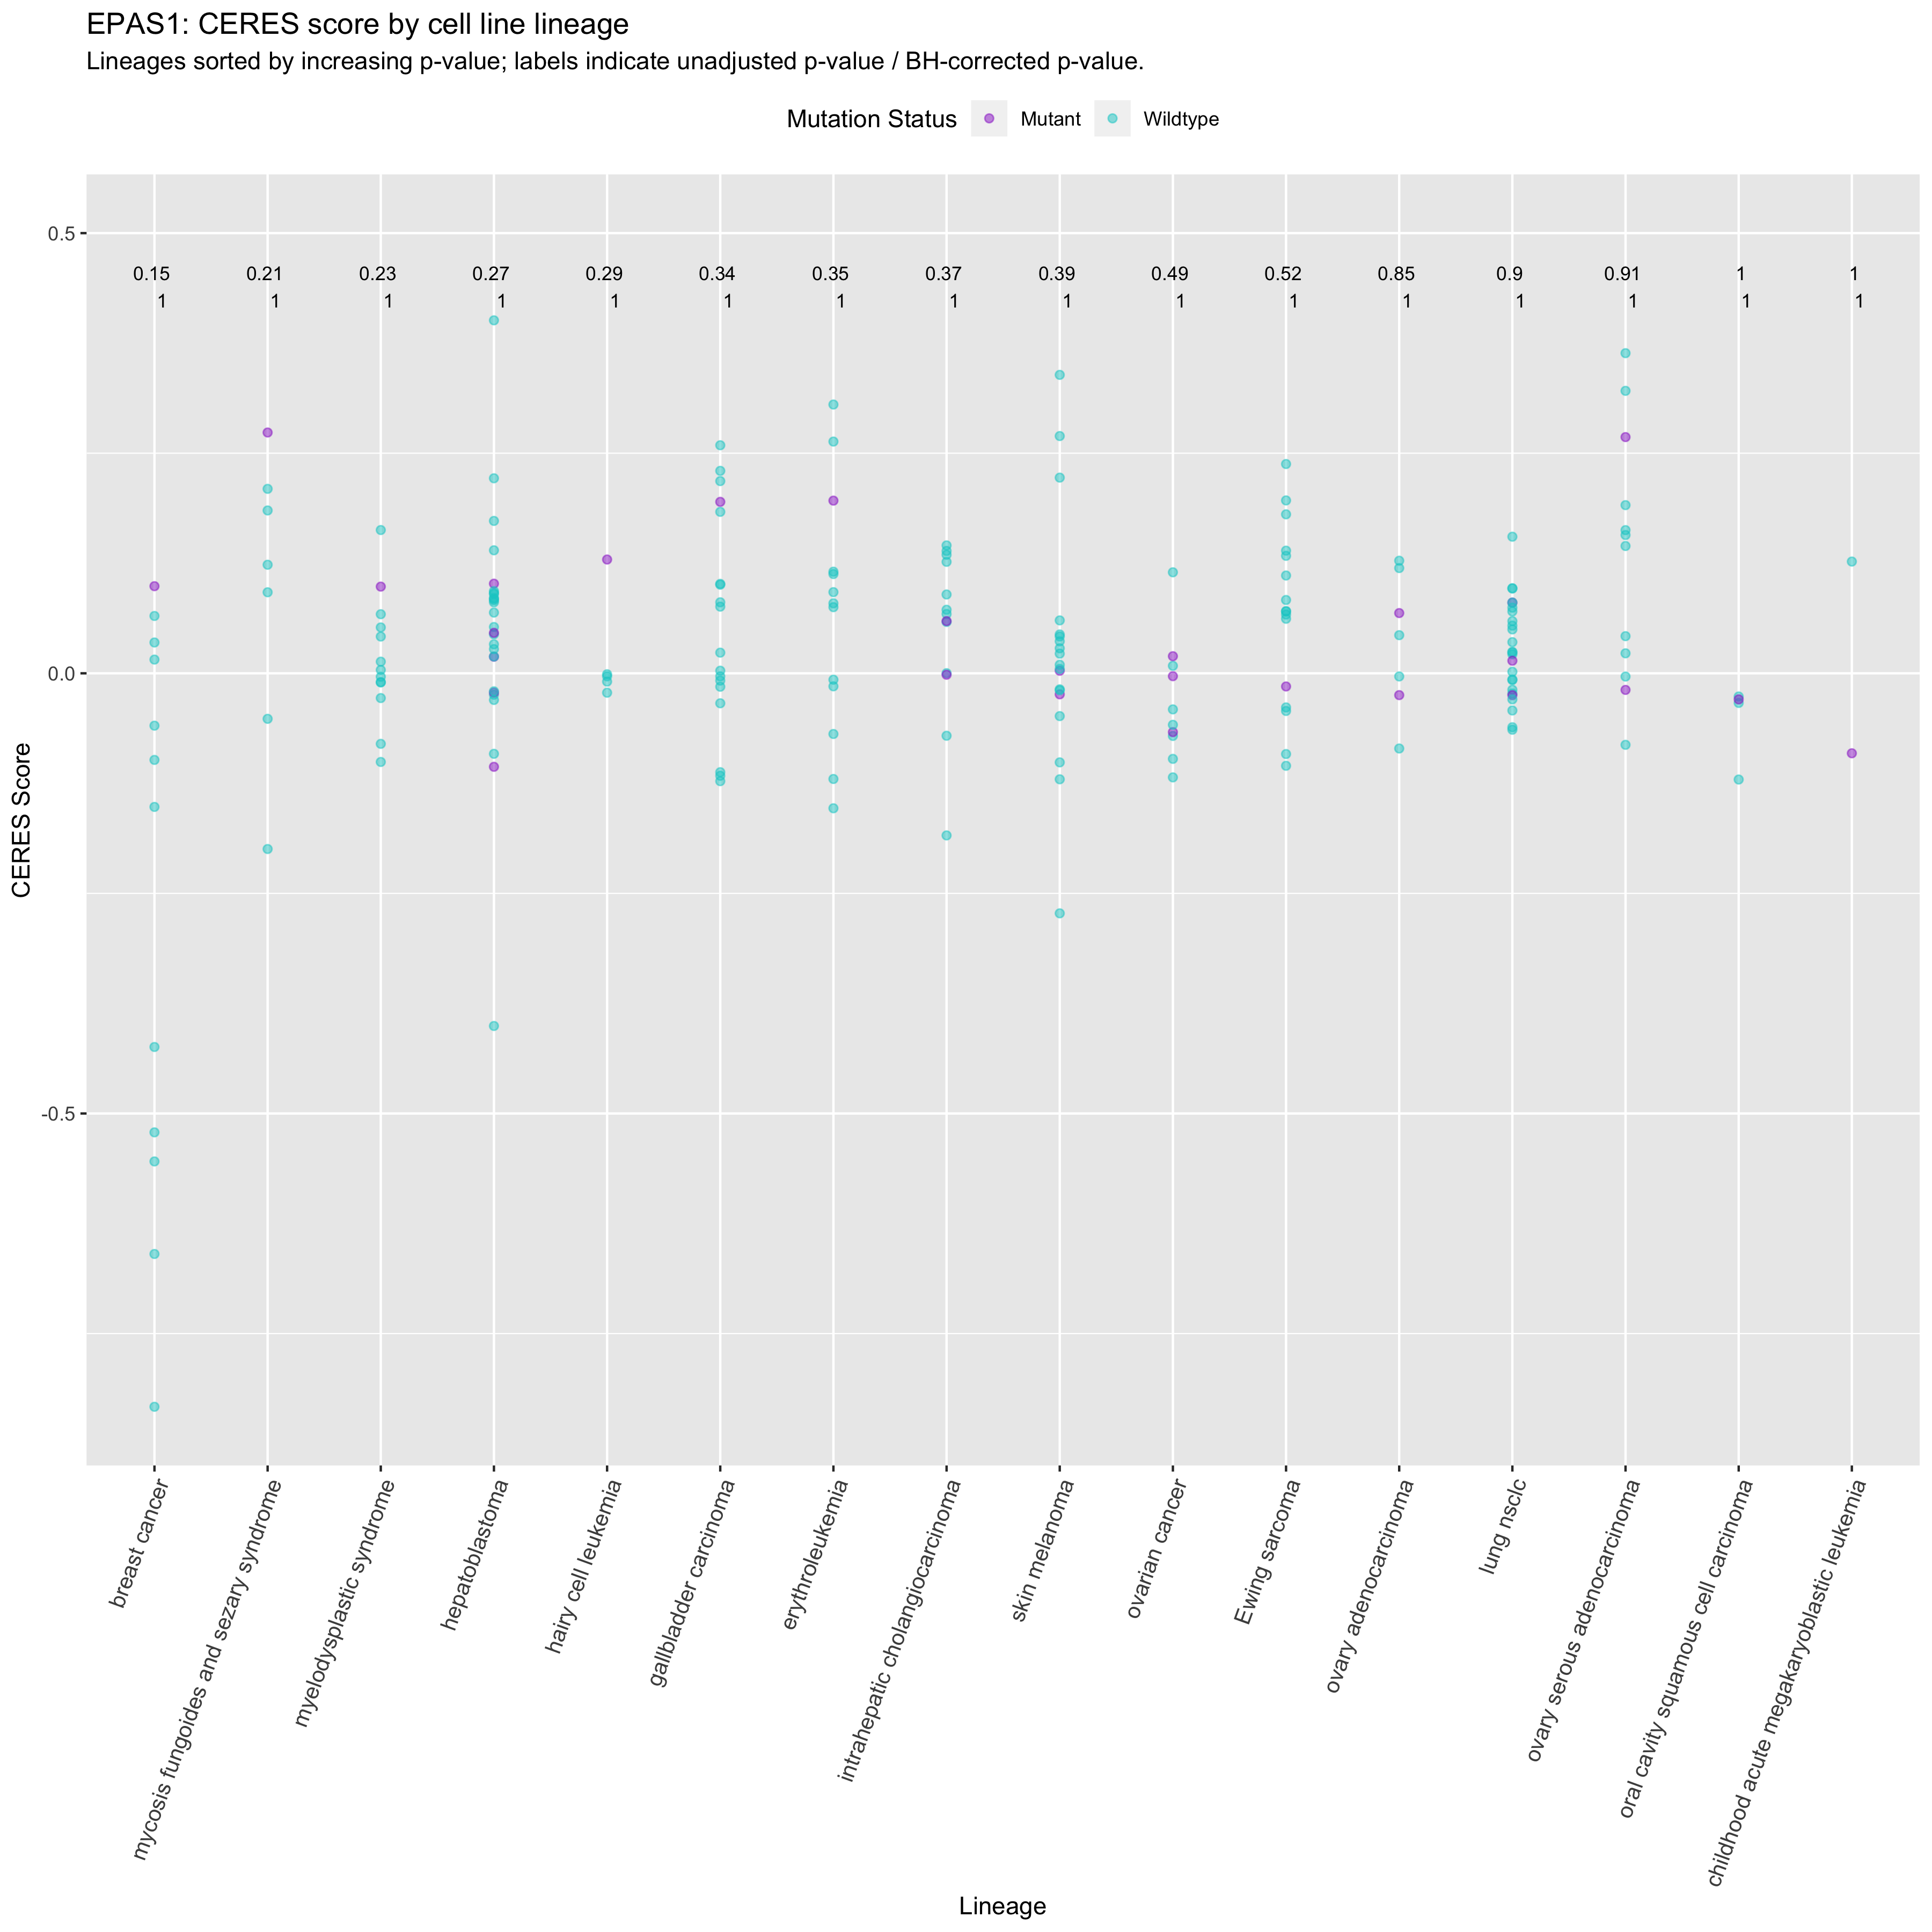 EPAS1: CERES score by cell line lineage
Lineages sorted by increasing p-value; labels indicate unadjusted p-value / BH-corrected p-value.
Mutation Status Mutant Wildtype
0.5
0.15 0.21 0.23 0.27 0.29 0.34 0.35 0.37 0.39 0.49 0.52 0.85 0.9 0.91 1 1
1 1 1 1 1 1 1 1 1 1 1 1 1 1 1 1
0.0
CERES Score
-0.5
breast cancer
mycosis fungoides and sezary syndrome
myelodysplastic syndrome
hepatoblastoma
hairy cell leukemia
gallbladder carcinoma
erythroleukemia
intrahepatic cholangiocarcinoma
skin melanoma
ovarian cancer
Ewing sarcoma
ovary adenocarcinoma
lung nsclc
ovary serous adenocarcinoma
oral cavity squamous cell carcinoma
childhood acute megakaryoblastic leukemia
Lineage